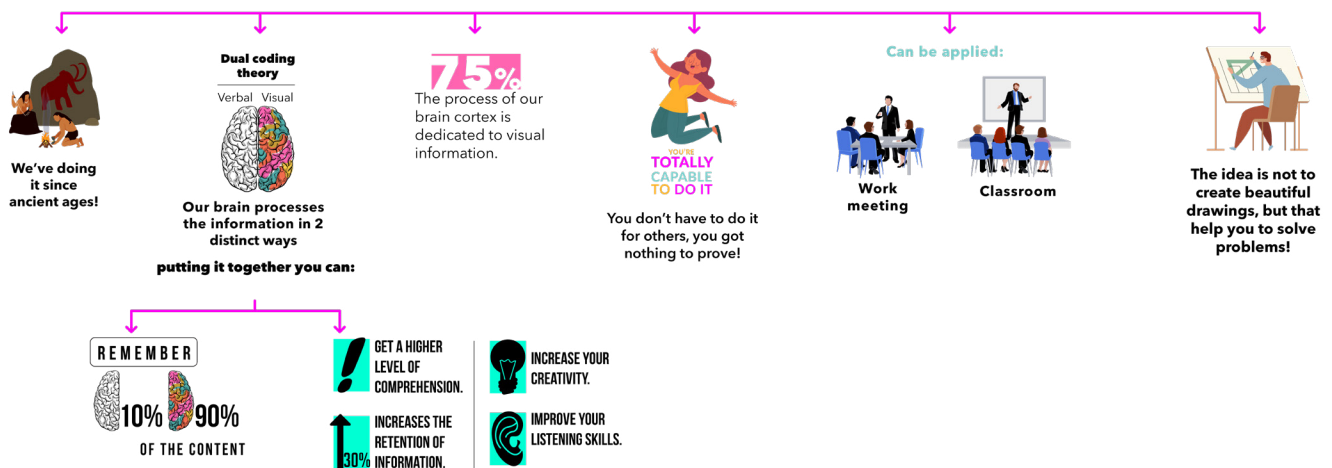 We've doing
it since
ancient ages!
Dual coding
theory
Verbal Visual
Our brain processes
the information in 2
distinct ways
putting it together you can:
REMEMBER
10% 90%
OF THE CONTENT
GET A HIGHER
LEVEL OF
COMPREHENSION.
INCREASES THE
RETENTION OF
30% INFORMATION.
INCREASE YOUR
CREATIVITY.
IMPROVE YOUR
LISTENING SKILLS.
75%
The process of our
brain cortex is
dedicated to visual
information.
YOU'RE
TOTALLY
CAPABLE
TO DO IT
You don't have to do it
for others, you got
nothing to prove!
Can be applied:
Work
meeting
Classroom
The idea is not to
create beautiful
drawings, but that
help you to solve
problems!